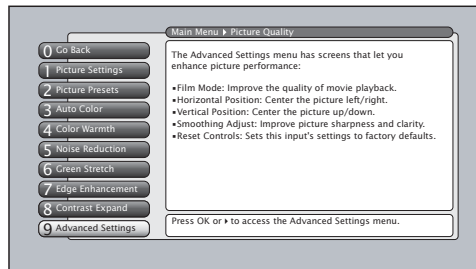 Main Menu ▸ Picture Quality
0 Go Back
1 Picture Settings
2 Picture Presets
3 Auto Color
4 Color Warmth
5 Noise Reduction
6 Green Stretch
7 Edge Enhancement
8 Contrast Expand
9 Advanced Settings
The Advanced Settings menu has screens that let you
enhance picture performance:
▪Film Mode: Improve the quality of movie playback.
▪Horizontal Position: Center the picture left/right.
▪Vertical Position: Center the picture up/down.
▪Smoothing Adjust: Improve picture sharpness and clarity.
▪Reset Controls: Sets this input's settings to factory defaults.
Press OK or ▸ to access the Advanced Settings menu.